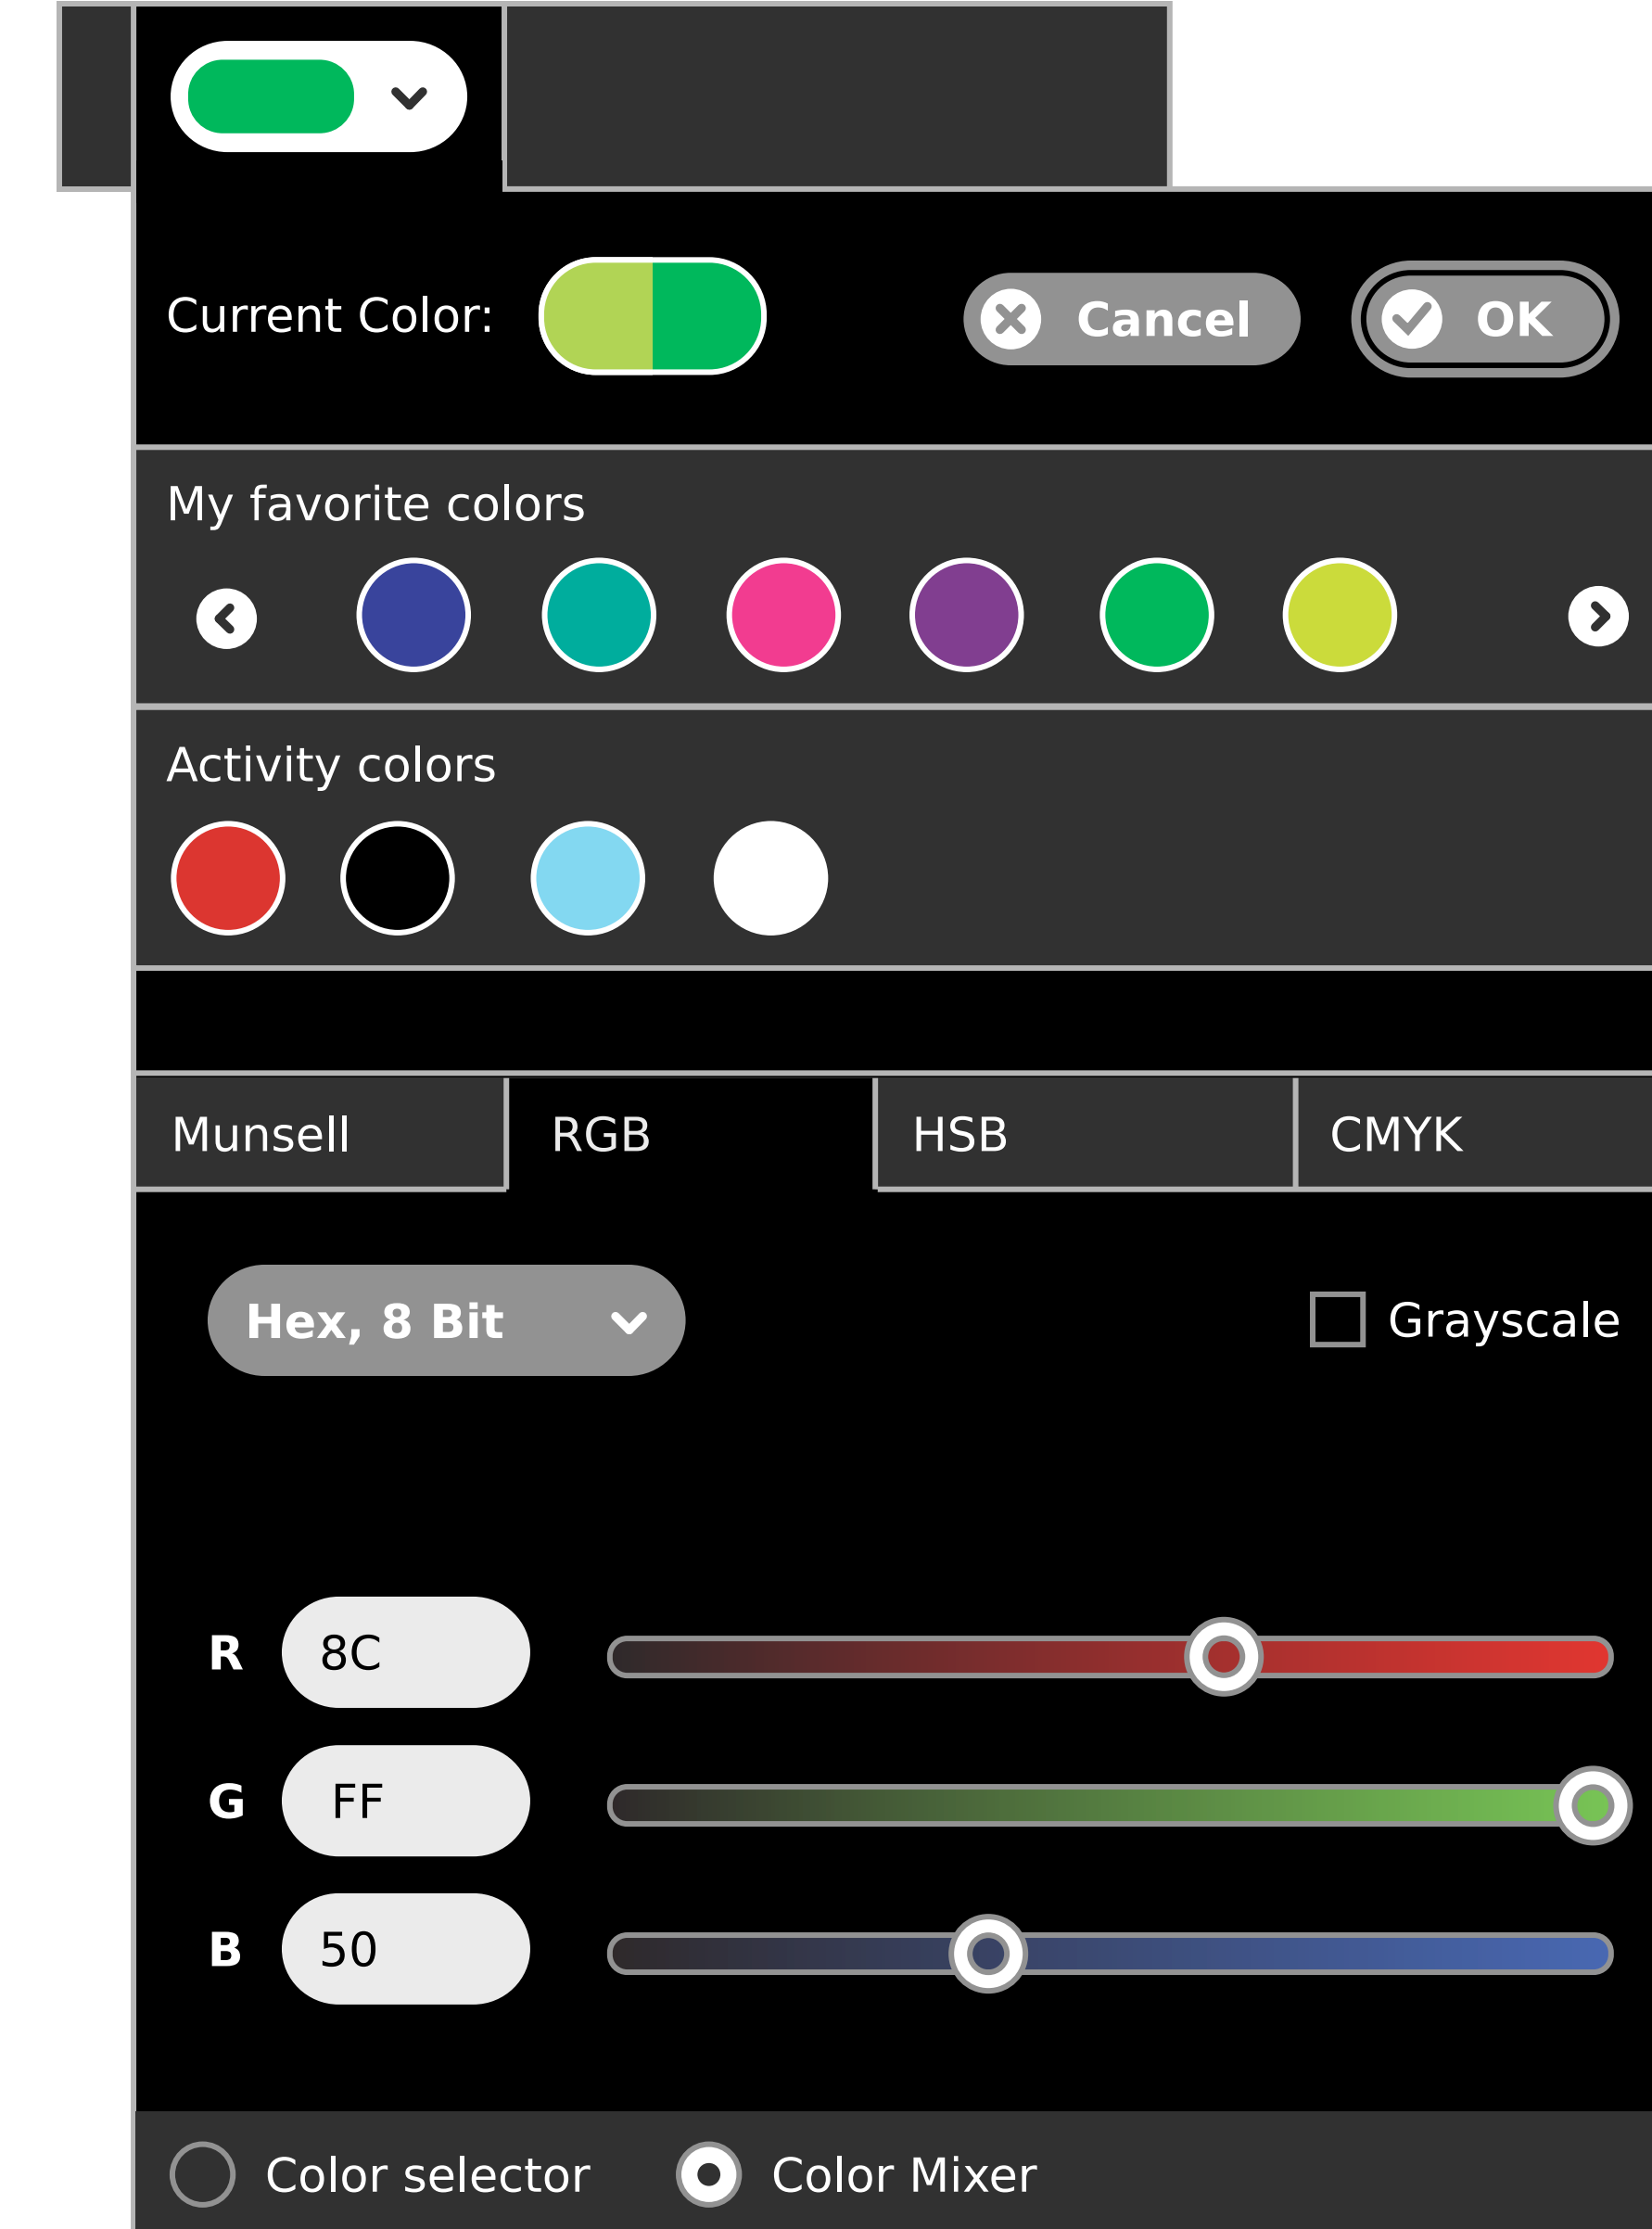 Current Color:
Cancel
OK
My favorite colors
Activity colors
Munsell
RGB
HSB
CMYK
Hex, 8 Bit
Grayscale
R
8C
G
FF
B
50
Color selector
Color Mixer